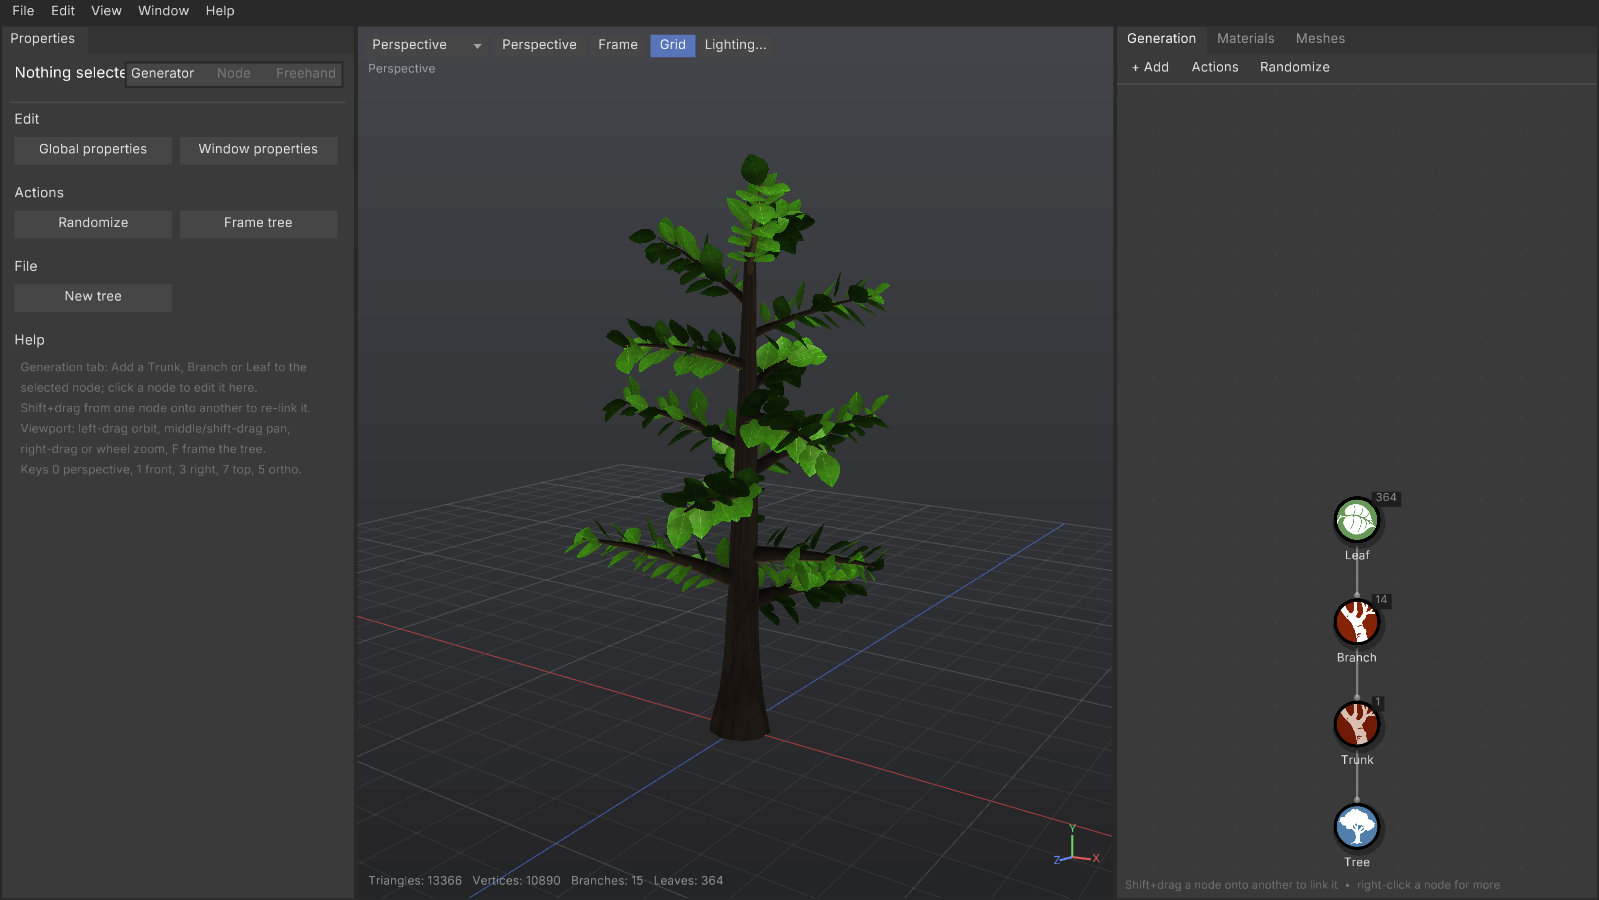 File Edit View Window Help
Properties
Nothing selecte Generator Node Freehand
Edit
Global properties Window properties
Actions
Randomize Frame tree
File
New tree
Help
Generation tab: Add a Trunk, Branch or Leaf to the
selected node; click a node to edit it here.
Shift+drag from one node onto another to re-link it.
Viewport: left-drag orbit, middle/shift-drag pan,
right-drag or wheel zoom, F frame the tree.
Keys 0 perspective, 1 front, 3 right, 7 top, 5 ortho.
Perspective Perspective Frame Grid Lighting...
Perspective
Y
Z X
Triangles: 13366 Vertices: 10890 Branches: 15 Leaves: 364
Generation Materials Meshes
+ Add Actions Randomize
364
Leaf
14
Branch
1
Trunk
Tree
Shift+drag a node onto another to link it • right-click a node for more